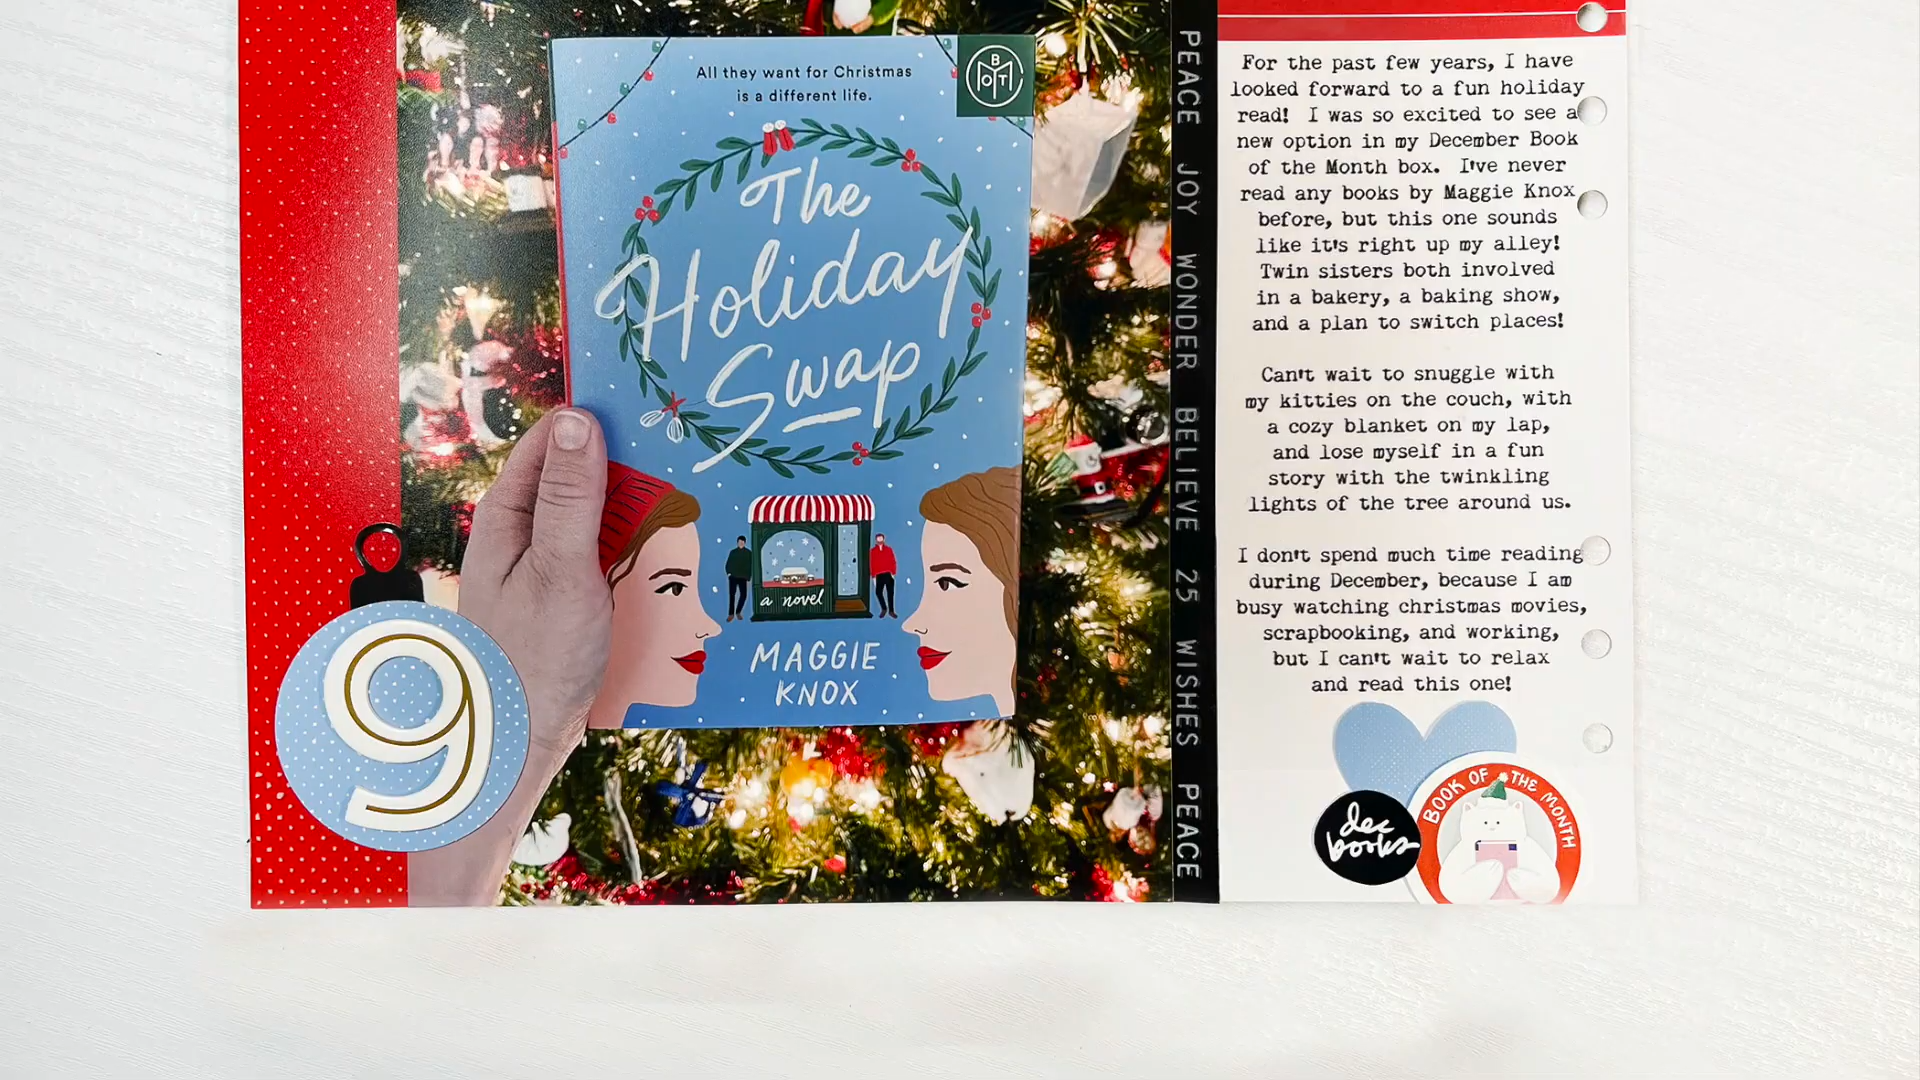 All they want for Christmas
is a different life.
B
OMT
The
Holiday
Swap
a novel
MAGGIE
KNOX
9
PEACE JOY WONDER BELIEVE 25 WISHES PEACE
For the past few years, I have
looked forward to a fun holiday
read! I was so excited to see a
new option in my December Book
of the Month box. I've never
read any books by Maggie Knox
before, but this one sounds
like it's right up my alley!
Twin sisters both involved
in a bakery, a baking show,
and a plan to switch places!
Can't wait to snuggle with
my kitties on the couch, with
a cozy blanket on my lap,
and lose myself in a fun
story with the twinkling
lights of the tree around us.
I don't spend much time reading
during December, because I am
busy watching christmas movies,
scrapbooking, and working,
but I can't wait to relax
and read this one!
dec
books
BOOK OF THE MONTH